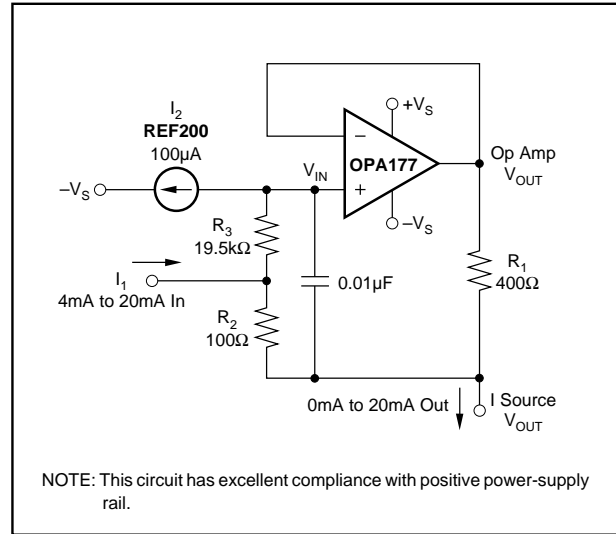 I2
REF200
100µA
–VS
VIN
+VS
–
OPA177
+
–VS
Op Amp
VOUT
R3
19.5kΩ
I1
4mA to 20mA In
R2
100Ω
0.01µF
R1
400Ω
0mA to 20mA Out
I Source
VOUT
NOTE: This circuit has excellent compliance with positive power-supply
rail.